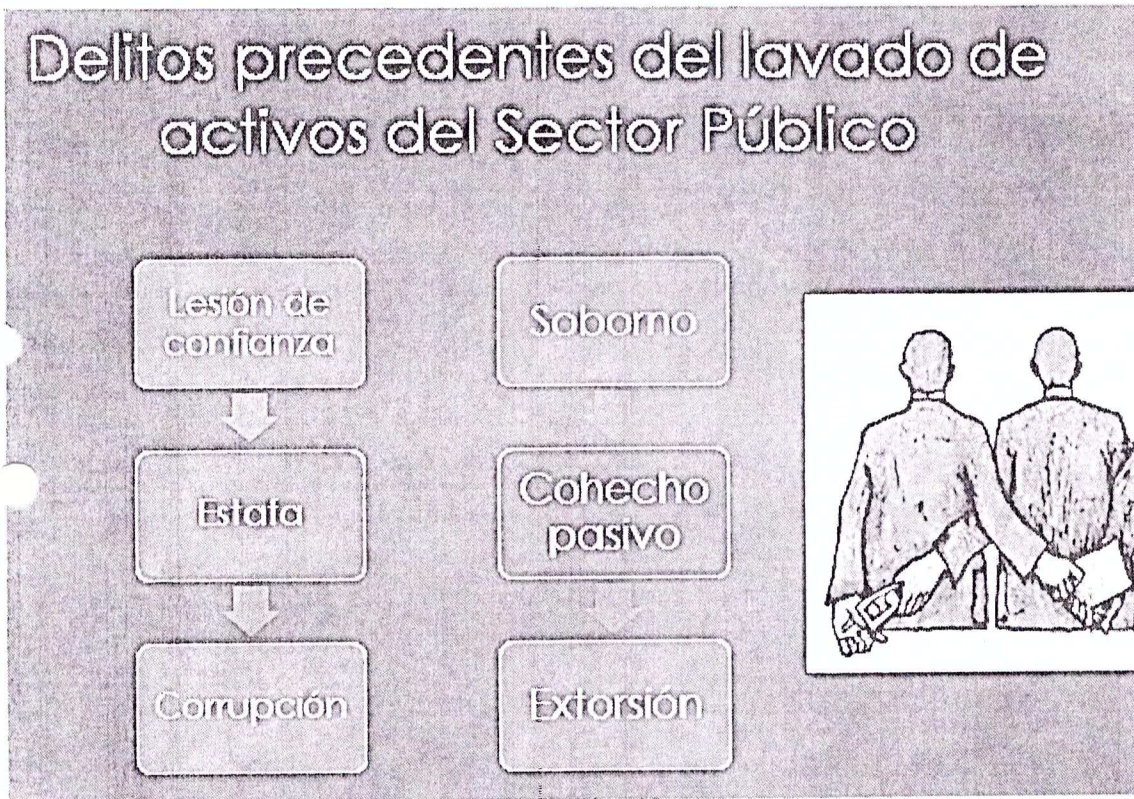 Delitos precedentes del lavado de
activos del Sector Público
Lesión de
confianza
Estafa
Corrupción
Soborno
Cohecho
pasivo
Extorsión